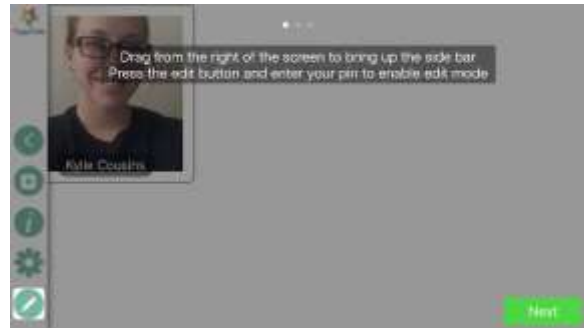 Drag from the right of the screen to bring up the side bar
Press the edit button and enter your pin to enable edit mode
Kylie Cousins
Next